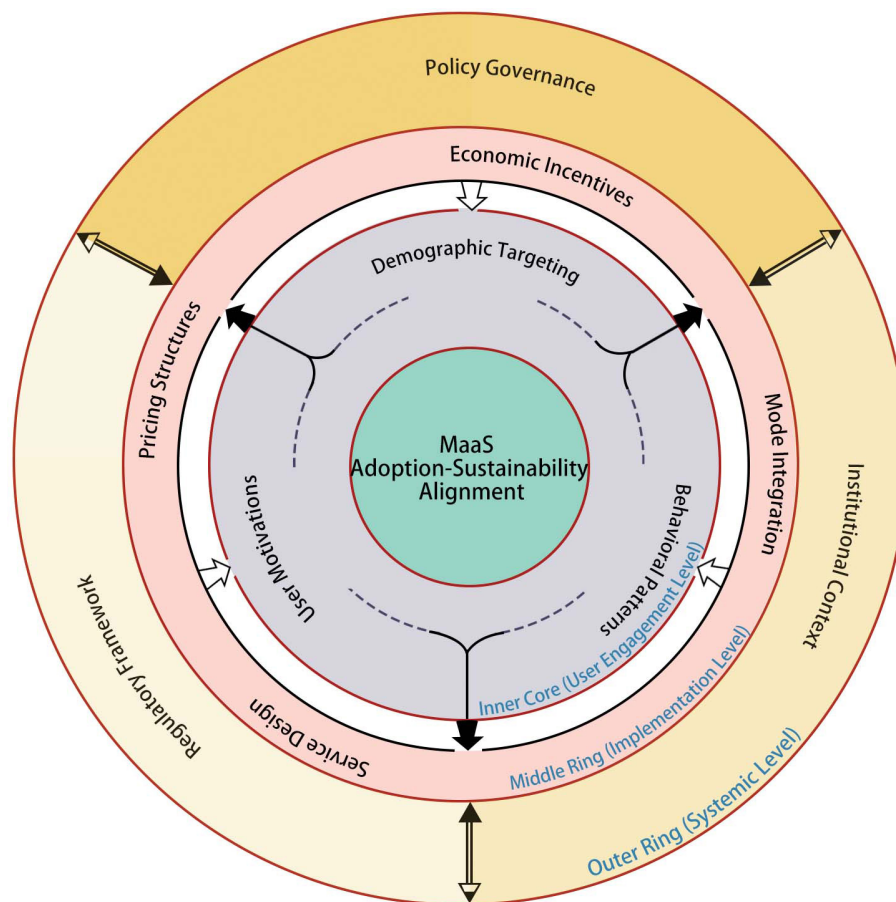 Policy Governance
Economic Incentives
Demographic Targeting
Pricing Structures
Mode Integration
MaaS
Adoption-Sustainability
Alignment
Institutional Context
User Motivations
Behavioral Patterns
Regulatory Framework
Service Design
Inner Core (User Engagement Level)
Middle Ring (Implementation Level)
Outer Ring (Systemic Level)